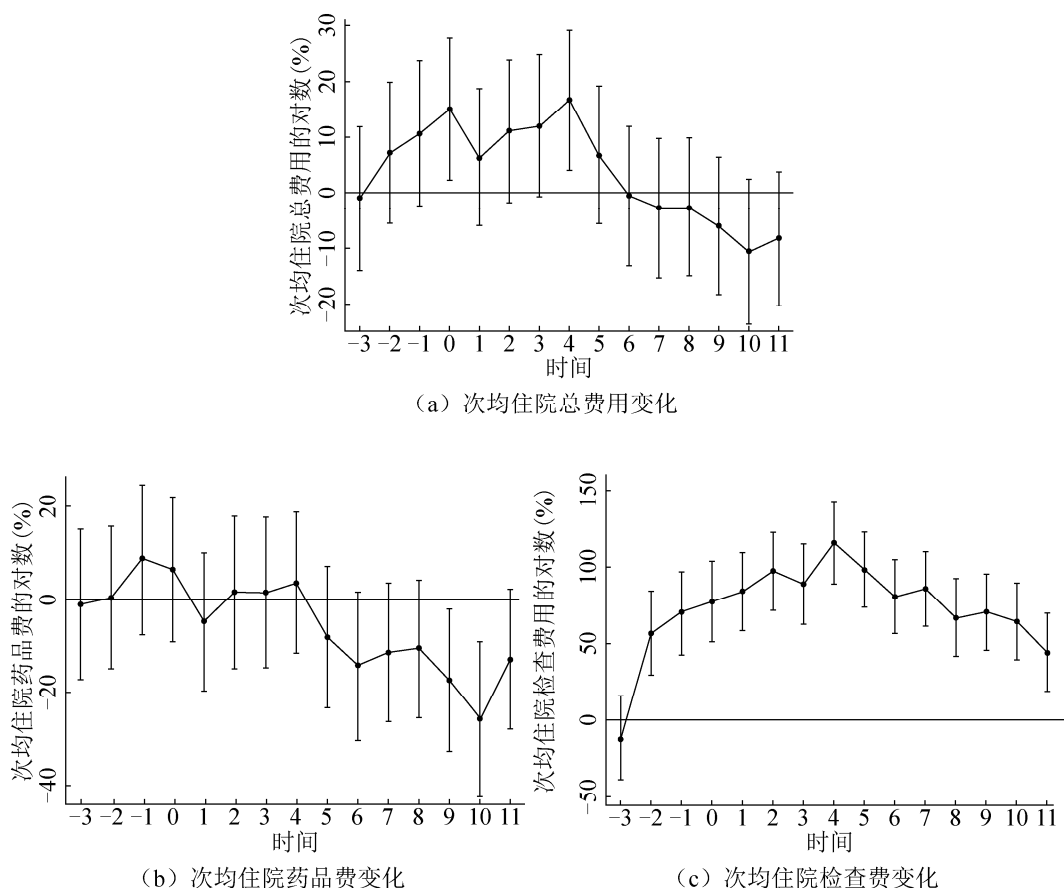 次均住院总费用的对数(%)
30
20
10
0
−10
−20
−3 −2 −1 0 1 2 3 4 5 6 7 8 9 10 11
时间
(a)次均住院总费用变化
次均住院药品费的对数(%)
20
0
−20
−40
−3 −2 −1 0 1 2 3 4 5 6 7 8 9 10 11
时间
(b)次均住院药品费变化
次均住院检查费用的对数(%)
150
100
50
0
−50
−3 −2 −1 0 1 2 3 4 5 6 7 8 9 10 11
时间
(c)次均住院检查费变化